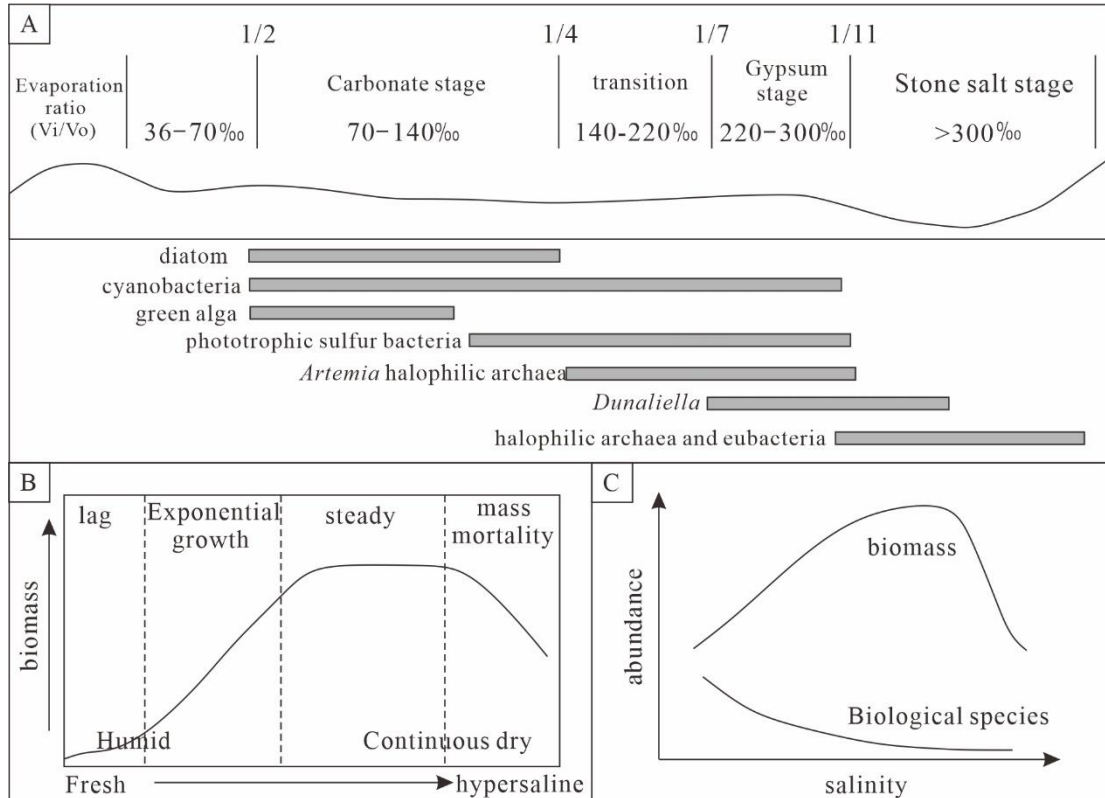 A
1/2 1/4 1/7 1/11
Evaporation
ratio
(Vi/Vo)
36-70‰
Carbonate stage
70-140‰
transition
140-220‰
Gypsum
stage
220-300‰
Stone salt stage
>300‰
diatom
cyanobacteria
green alga
phototrophic sulfur bacteria
Artemia halophilic archaea
Dunaliella
halophilic archaea and eubacteria
B
biomass
lag
Exponential
growth
steady
mass
mortality
Humid
Continuous dry
Fresh
hypersaline
C
abundance
biomass
Biological species
salinity